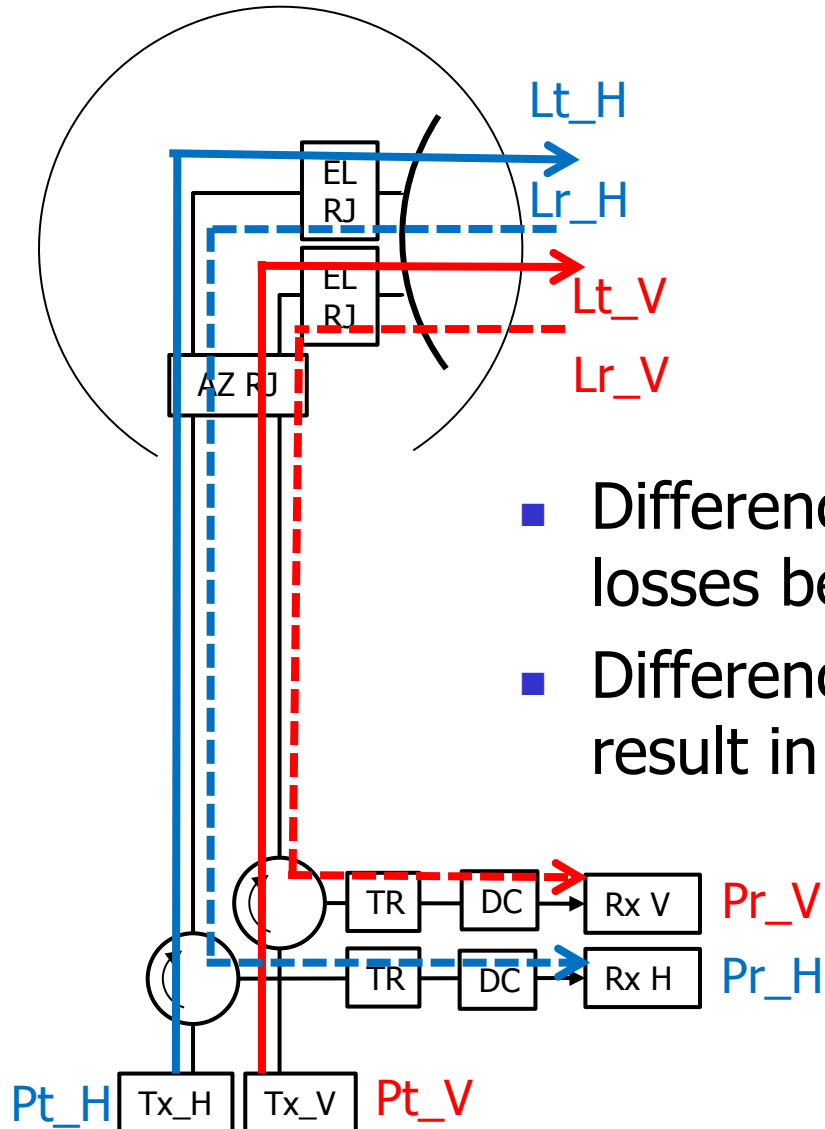 Lt_H
EL
RJ
Lr_H
EL
RJ
Lt_V
Lr_V
AZ RJ
■ Differenc
losses be
■ Differenc
result in
TR
DC
Rx V
Pr_V
TR
DC
Rx H
Pr_H
Pt_H
Tx_H
Tx_V
Pt_V